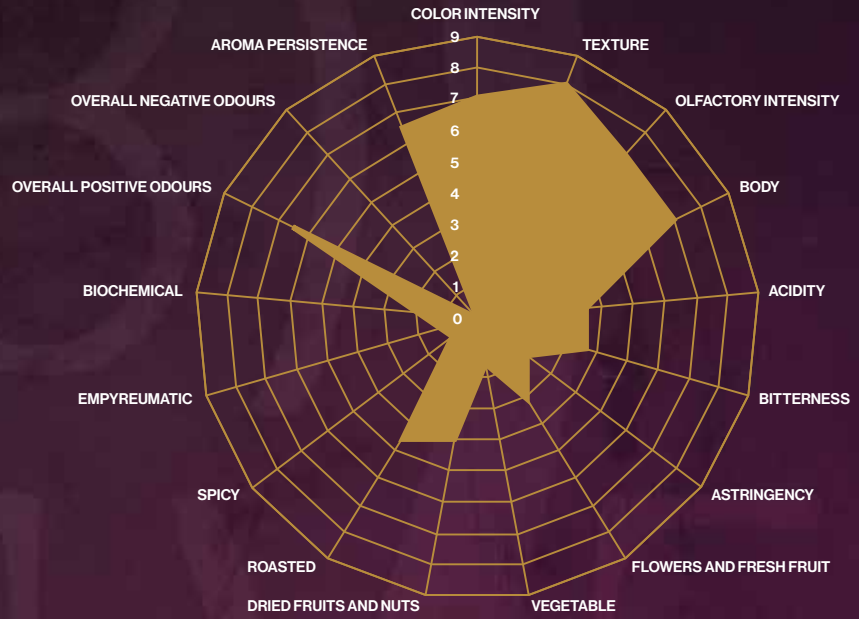 COLOR INTENSITY
TEXTURE
OLFACTORY INTENSITY
BODY
ACIDITY
BITTERNESS
ASTRINGENCY
FLOWERS AND FRESH FRUIT
VEGETABLE
DRIED FRUITS AND NUTS
ROASTED
SPICY
EMPYREUMATIC
BIOCHEMICAL
OVERALL POSITIVE ODOURS
OVERALL NEGATIVE ODOURS
AROMA PERSISTENCE
9
8
7
6
5
4
3
2
1
0